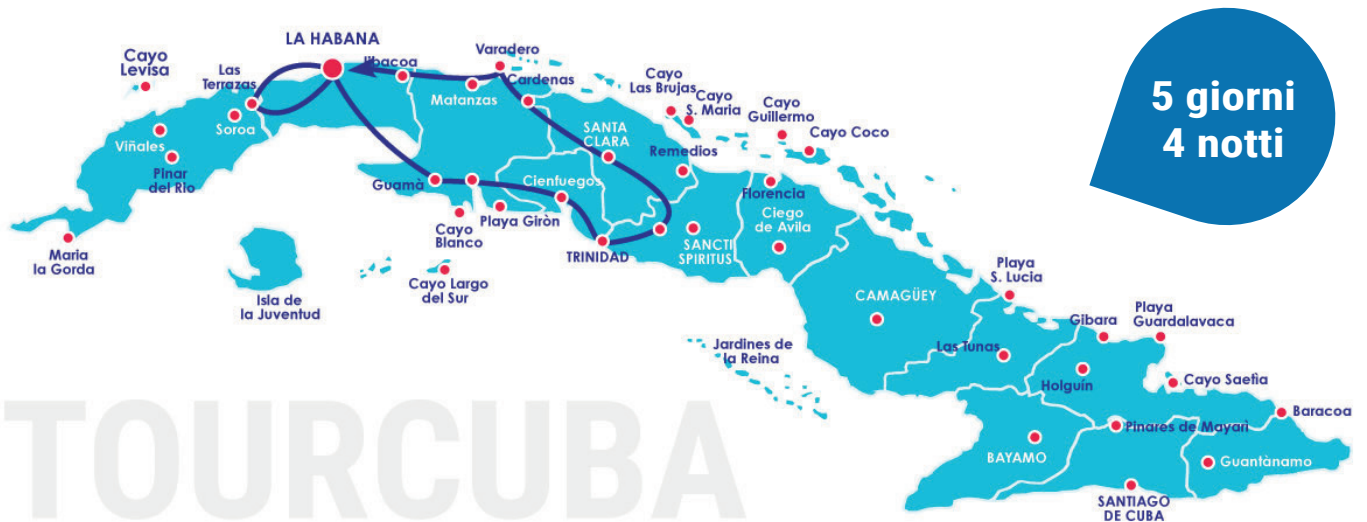 LA HABANA
Cayo
Levisa
Las
Terrazas
Jibacoa
Varadero
Cardenas
Matanzas
Soroa
Viñales
Pinar
del Rio
Maria
la Gorda
Isla de
la Juventud
Guamà
Cayo
Blanco
Playa Giròn
Cienfuegos
Cayo Largo
del Sur
TRINIDAD
SANTA
CLARA
Remedios
SANCTI
SPIRITUS
Cayo
Las Brujas
Cayo
S. Maria
Cayo
Guillermo
Cayo Coco
Florencia
Ciego
de Avila
Jardines de
la Reina
CAMAGÜEY
Playa
S. Lucia
Las Tunas
Gibara
Playa
Guardalavaca
Holguín
Cayo Saetìa
Baracoa
Pinares de Mayarì
BAYAMO
Guantànamo
SANTIAGO
DE CUBA
5 giorni
4 notti
TOURCUBA